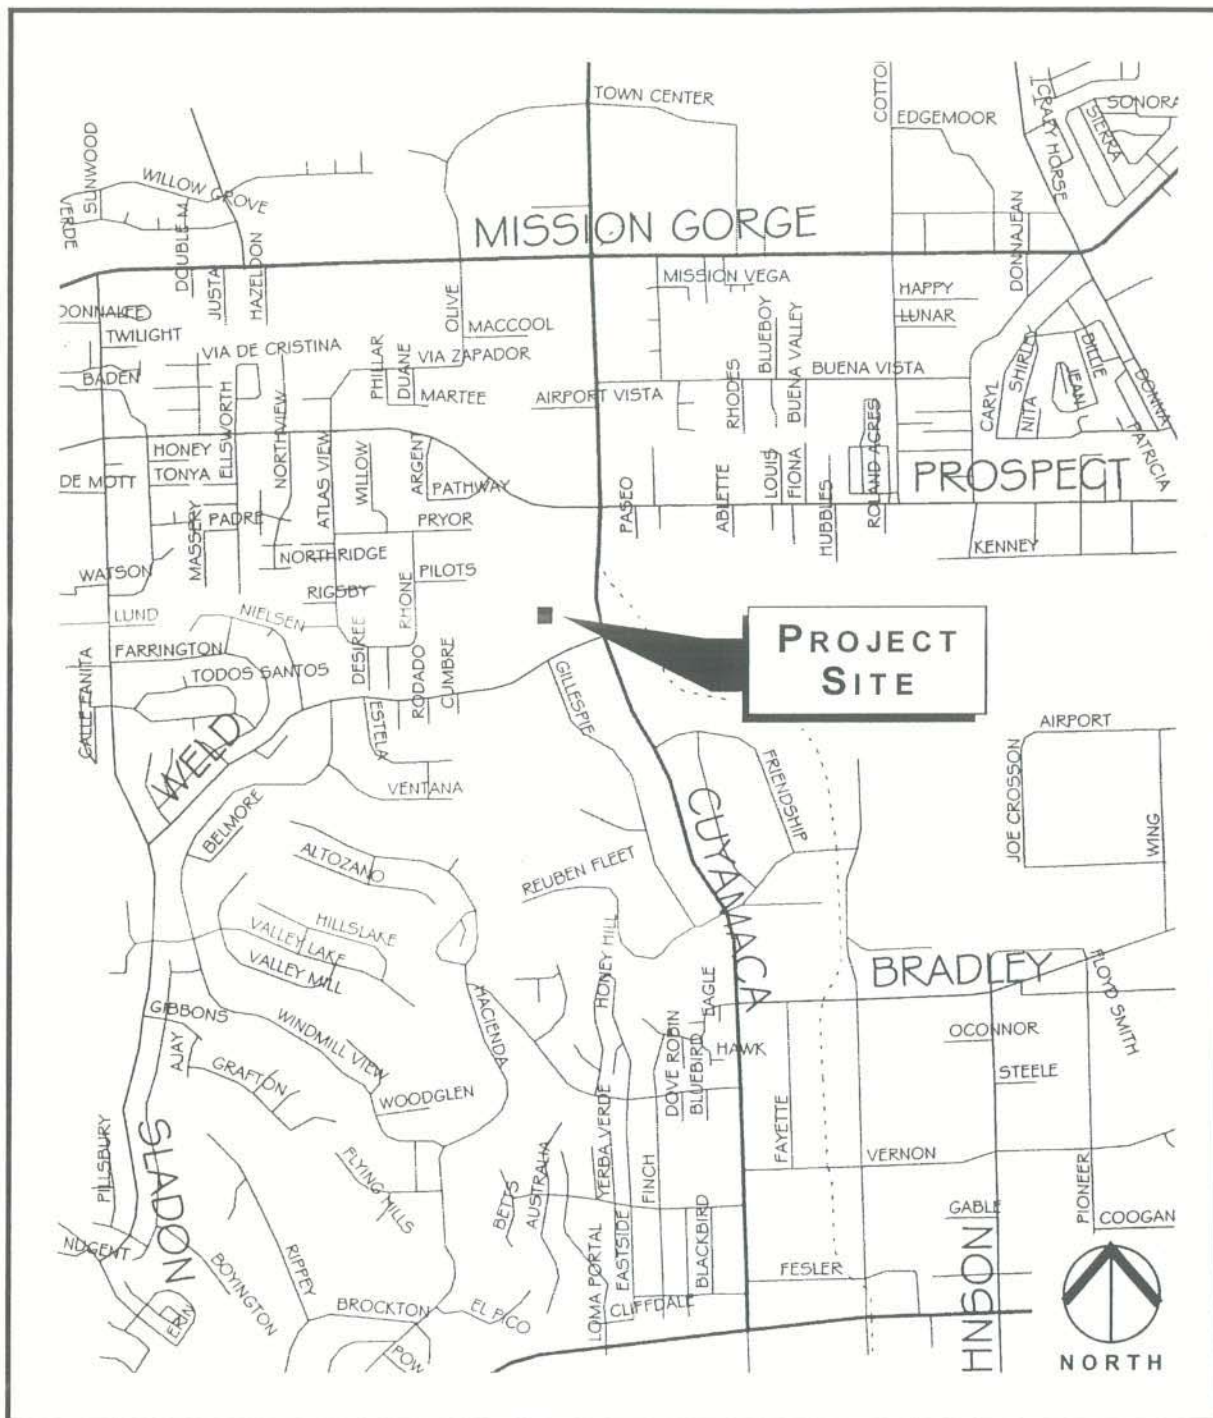 TOWN CENTER
COTTO
EDGEMOOR
CRAPY HORSE
SONORA
SIERRA
SUNWOOD
WILLOW GROVE
VERDE
DOUBLE M
DONNAJEAN
MISSION GORGE
JUSTA
HAZELDON
OLIVE
MISSION VEGA
HAPPY
LUNAR
DONNALEE
TWILIGHT
MACCOOL
VIA DE CRISTINA
PHILLAR
DUANE
VIA ZAPADOR
BLUEBOY
BUENA VALLEY
BUENA VISTA
SHIRLEY
DILLIE
BADEN
ELLSWORTH
NORTHVIEW
MARTEE
AIRPORT VISTA
RHODES
CARYL
NITA
JEAN
DONNA
PATRICIA
HONEY
TONYA
DE MOTT
ATLAS VIEW
WILLOW
ARGENT
PATHWAY
PASEO
ABLETTE
LOUIS
FIONA
HUBBLES
ROLAND ACRES
PROSPECT
MASSERY
PADRE
PRYOR
KENNEY
NORTHRIDGE
WATSON
RIGSBY
RHONE
PILOTS
LUND
NIELSEN
PROJECT
SITE
FARRINGTON
TODOS SANTOS
DESIREE
RODADO
CUMBRE
GILLESPIE
CALLE FANITA
WELD
ESTELA
VENTANA
AIRPORT
JOE CROSSON
WING
FRIENDSHIP
CUYAMACA
BELMORE
ALTOZANO
REUBEN FLEET
HILLSLAKE
VALLEY LAKE
VALLEY MILL
HONEY HILL
EAGLE
BRADLEY
FLOYD SMITH
GIBBONS
WINDMILL VIEW
HACIENDA
AJAY
GRAFTON
WOODGLEN
DOVE ROBIN
BLUEBIRD
HAWK
OCONNOR
STEELE
FAYETTE
VERNON
PILLSBURY
SLADON
FLYING HILLS
BETTS
AUSTRALIA
YERBA VERDE
FINCH
EASTSIDE
BLACKBIRD
GABLE
PIONEER
COOGAN
NUGENT
BOYINGTON
RIPPEY
LOMA PORTAL
FESLER
HNSON
ENN
BROCKTON
EL PICO
CLIFFDALE
POW
NORTH